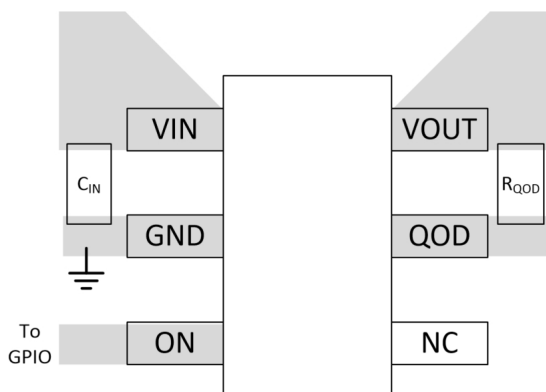 VIN
VOUT
CIN
RQOD
GND
QOD
To
GPIO
ON
NC